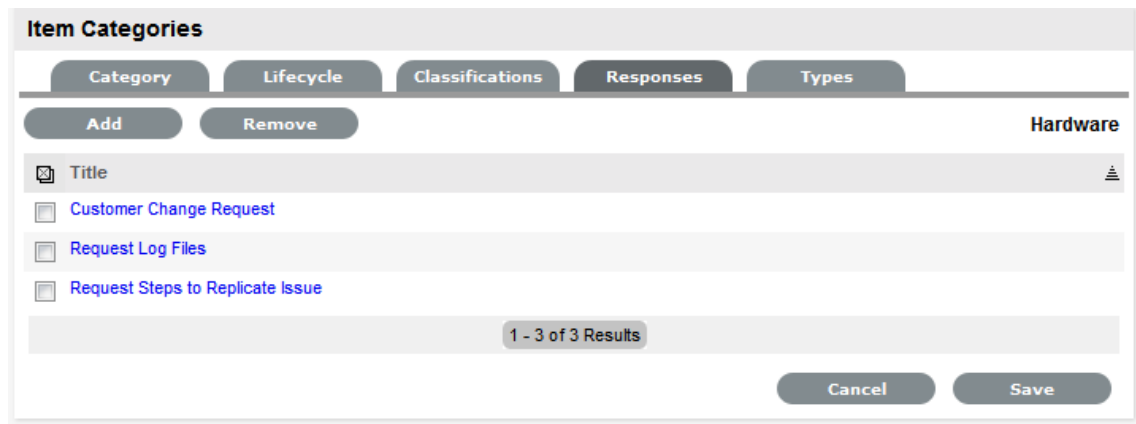 Item Categories
Category Lifecycle Classifications Responses Types
Add Remove Hardware
Title
Customer Change Request
Request Log Files
Request Steps to Replicate Issue
1 - 3 of 3 Results
Cancel Save